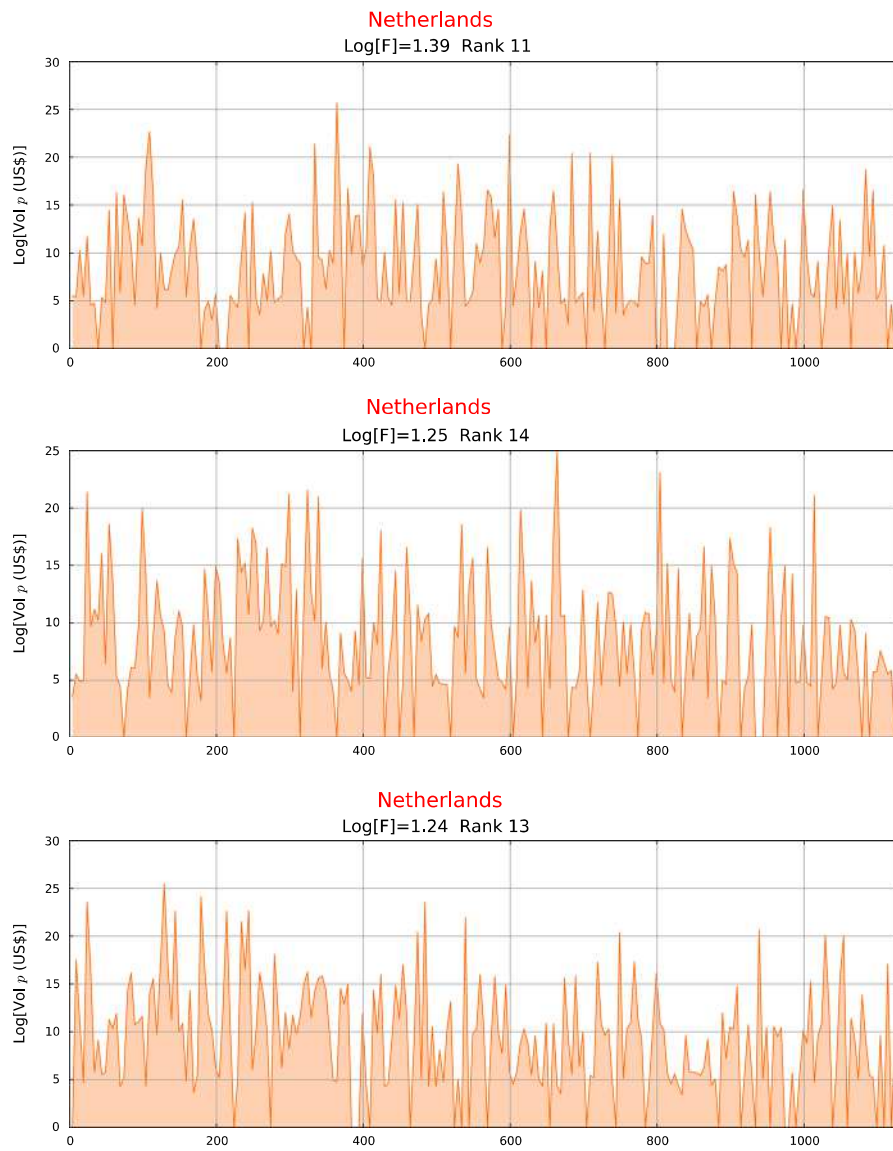 Netherlands
Log[F]=1.39 Rank 11
30
25
20
15
10
5
0
Log[Vol p (US$)]
0 200 400 600 800 1000
Netherlands
Log[F]=1.25 Rank 14
25
20
15
10
5
0
Log[Vol p (US$)]
0 200 400 600 800 1000
Netherlands
Log[F]=1.24 Rank 13
30
25
20
15
10
5
0
Log[Vol p (US$)]
0 200 400 600 800 1000